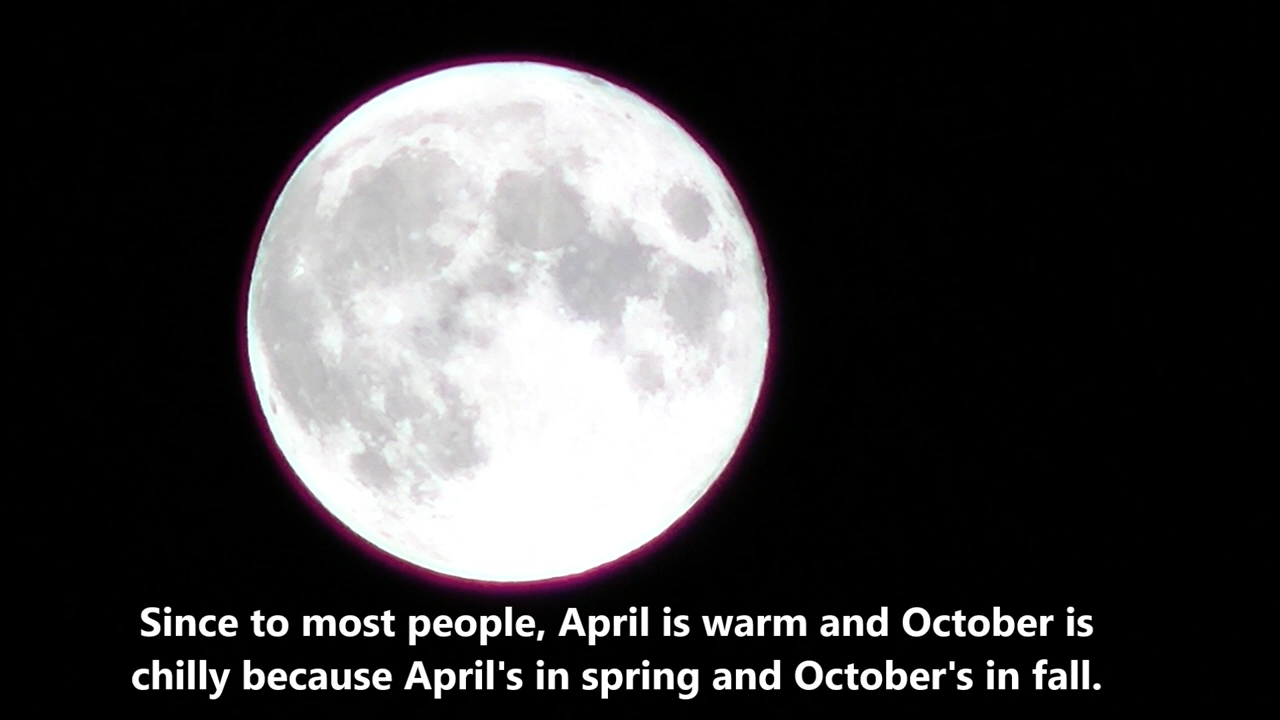 Since to most people, April is warm and October is
chilly because April's in spring and October's in fall.